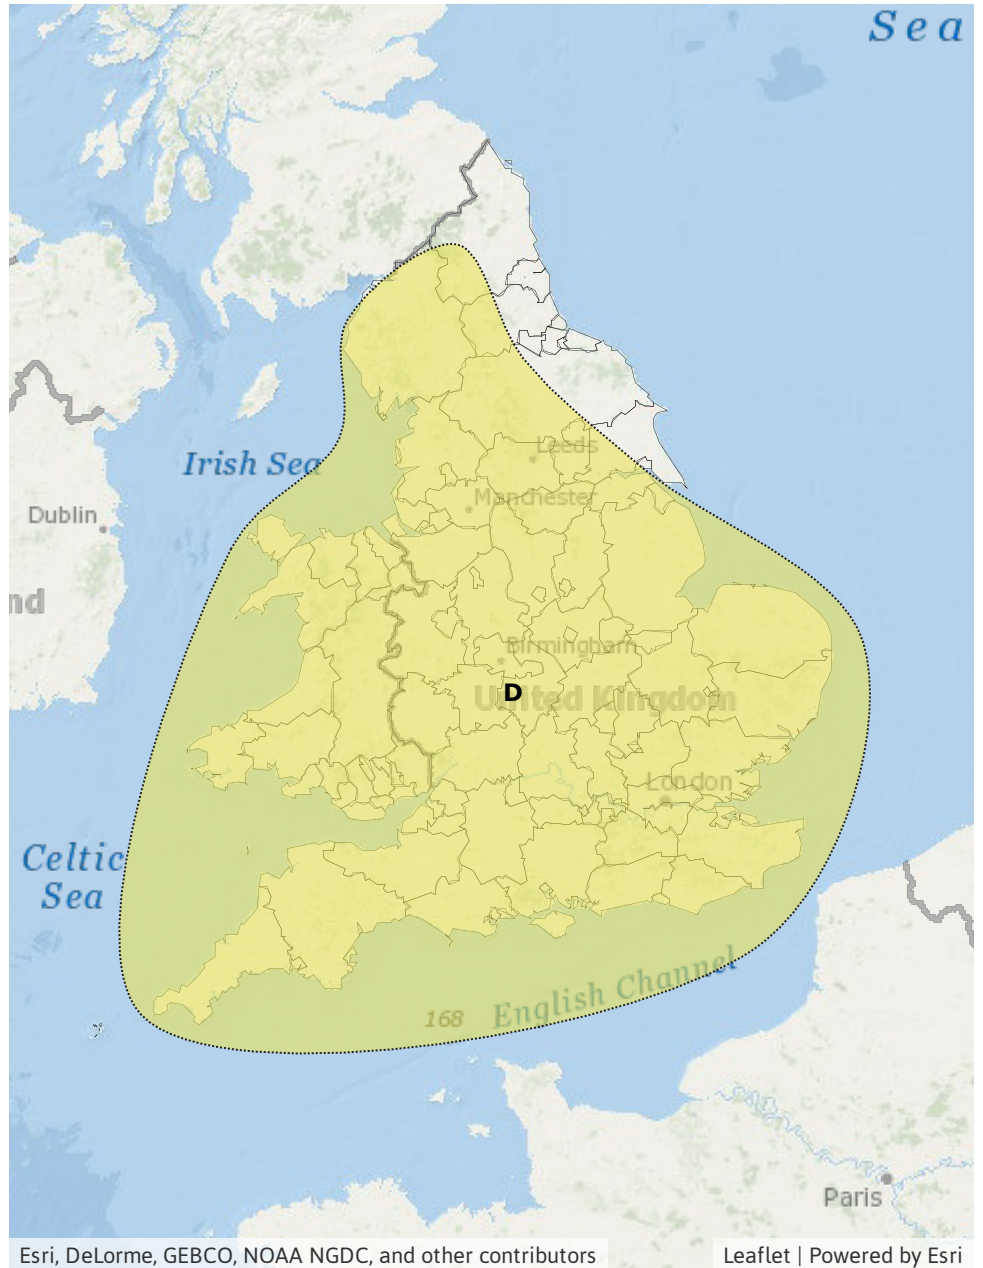 Sea
Leeds
Irish Sea
Manchester
Dublin
nd
Birmingham
D
United Kingdom
London
Celtic
Sea
English Channel
168
Paris
Esri, DeLorme, GEBCO, NOAA NGDC, and other contributors
Leaflet | Powered by Esri